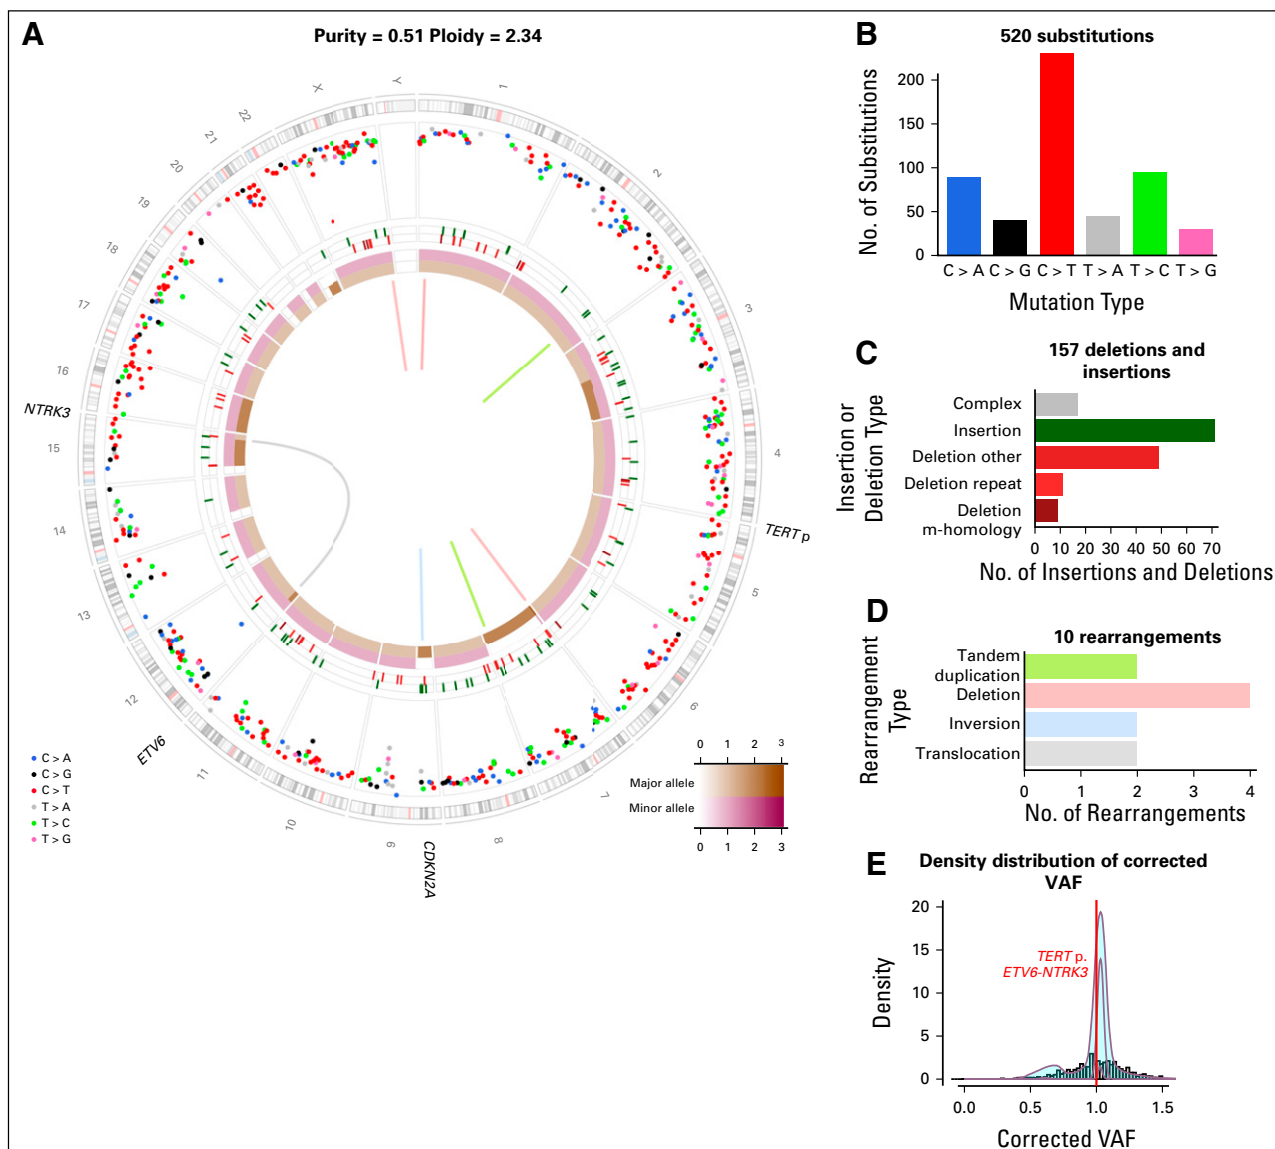 A
Purity = 0.51 Ploidy = 2.34
1
2
3
4
TERT p
5
6
7
8
CDKN2A
9
10
11
ETV6
12
13
14
15
NTRK3
16
17
18
19
20
21
22
X
Y
C > A
C > G
C > T
T > A
T > C
T > G
0 1 2 3
Major allele
Minor allele
0 1 2 3
B
520 substitutions
No. of Substitutions
200
150
100
50
0
C > A C > G C > T T > A T > C T > G
Mutation Type
C
157 deletions and
insertions
Insertion or
Deletion Type
Complex
Insertion
Deletion other
Deletion repeat
Deletion
m-homology
0 10 20 30 40 50 60 70
No. of Insertions and Deletions
D
10 rearrangements
Rearrangement
Type
Tandem
duplication
Deletion
Inversion
Translocation
0 1 2 3 4
No. of Rearrangements
E
Density distribution of corrected
VAF
Density
20
15
10
5
0
TERT p.
ETV6-NTRK3
0.0 0.5 1.0 1.5
Corrected VAF